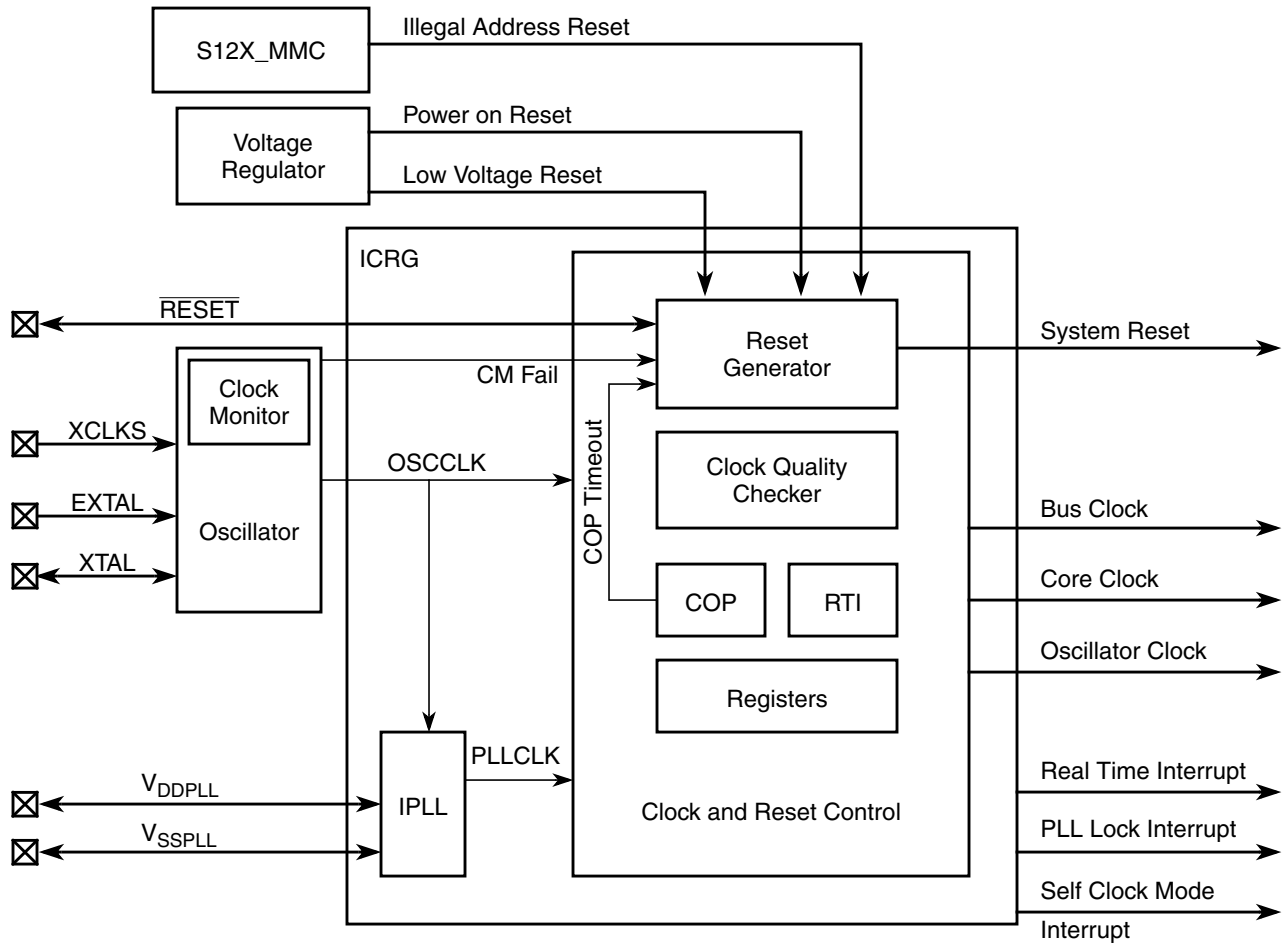 Illegal Address Reset
S12X_MMC
Power on Reset
Voltage
Regulator
Low Voltage Reset
ICRG
RESET
Reset
Generator
System Reset
CM Fail
Clock
Monitor
XCLKS
OSCCLK
COP Timeout
Clock Quality
Checker
EXTAL
Oscillator
Bus Clock
XTAL
COP
RTI
Core Clock
Oscillator Clock
Registers
PLLCLK
Real Time Interrupt
VDDPLL
IPLL
Clock and Reset Control
PLL Lock Interrupt
VSSPLL
Self Clock Mode
Interrupt